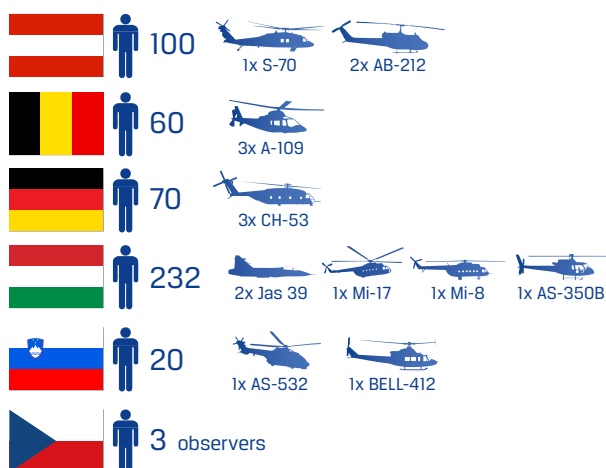 100
1x S-70 2x AB-212
60
3x A-109
70
3x CH-53
232
2x Jas 39 1x Mi-17 1x Mi-8 1x AS-350B
20
1x AS-532 1x BELL-412
3 observers